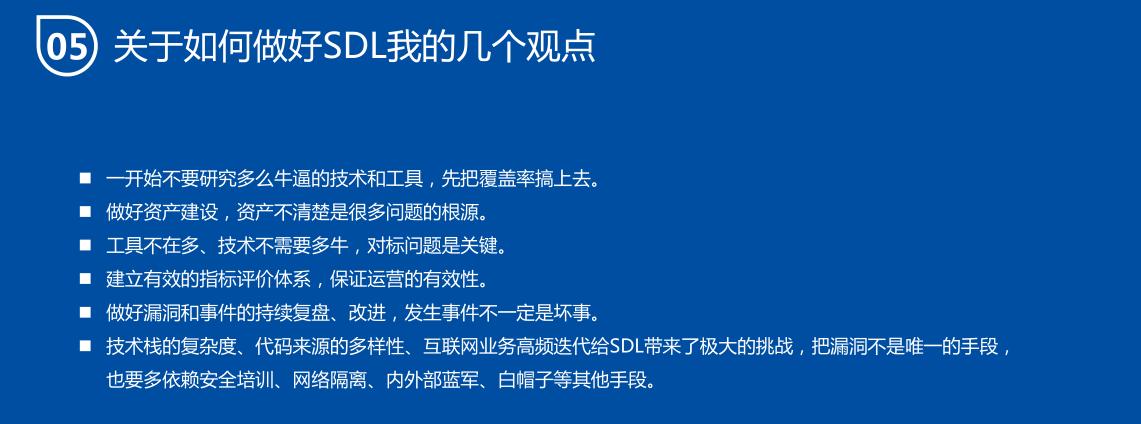 05 关于如何做好SDL我的几个观点
■ 一开始不要研究多么牛逼的技术和工具，先把覆盖率搞上去。
■ 做好资产建设，资产不清楚是很多问题的根源。
■ 工具不在多、技术不需要多牛，对标问题是关键。
■ 建立有效的指标评价体系，保证运营的有效性。
■ 做好漏洞和事件的持续复盘、改进，发生事件不一定是坏事。
■ 技术栈的复杂度、代码来源的多样性、互联网业务高频迭代给SDL带来了极大的挑战，把漏洞不是唯一的手段，
也要多依赖安全培训、网络隔离、内外部蓝军、白帽子等其他手段。